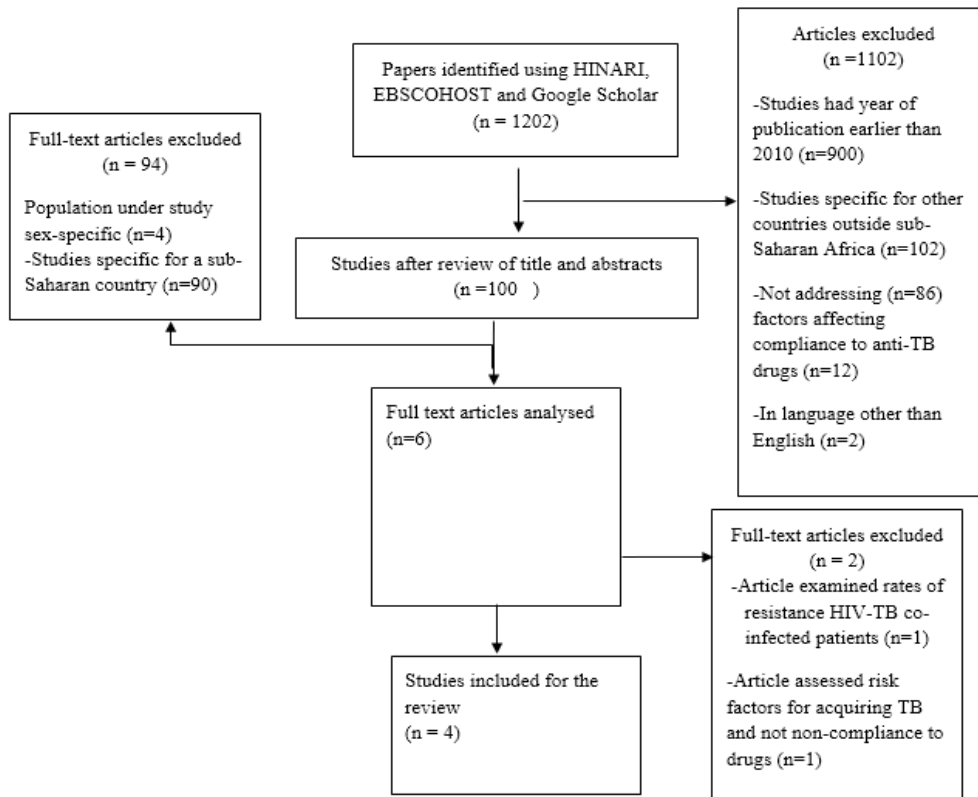 Papers identified using HINARI,
EBSCOHOST and Google Scholar
(n = 1202)
Articles excluded
(n =1102)
-Studies had year of
publication earlier than
2010 (n=900)
-Studies specific for other
countries outside sub-
Saharan Africa (n=102)
-Not addressing (n=86)
factors affecting
compliance to anti-TB
drugs (n=12)
-In language other than
English (n=2)
Full-text articles excluded
(n = 94)
Population under study
sex-specific (n=4)
-Studies specific for a sub-
Saharan country (n=90)
Studies after review of title and abstracts
(n =100 )
Full text articles analysed
(n=6)
Full-text articles excluded
(n = 2)
-Article examined rates of
resistance HIV-TB co-
infected patients (n=1)
-Article assessed risk
factors for acquiring TB
and not non-compliance to
drugs (n=1)
Studies included for the
review
(n = 4)